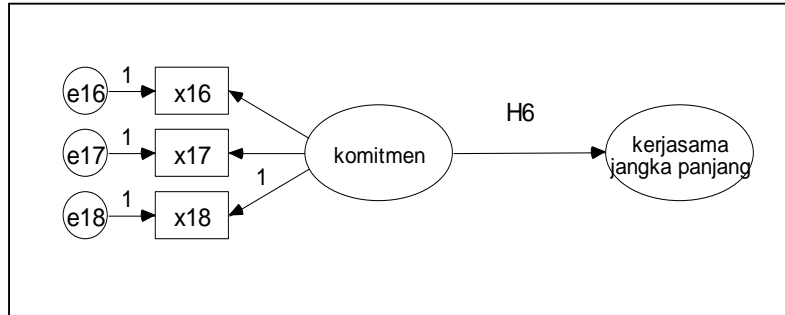 e16
1
x16
e17
1
x17
e18
1
x18
1
komitmen
H6
kerjasama
jangka panjang